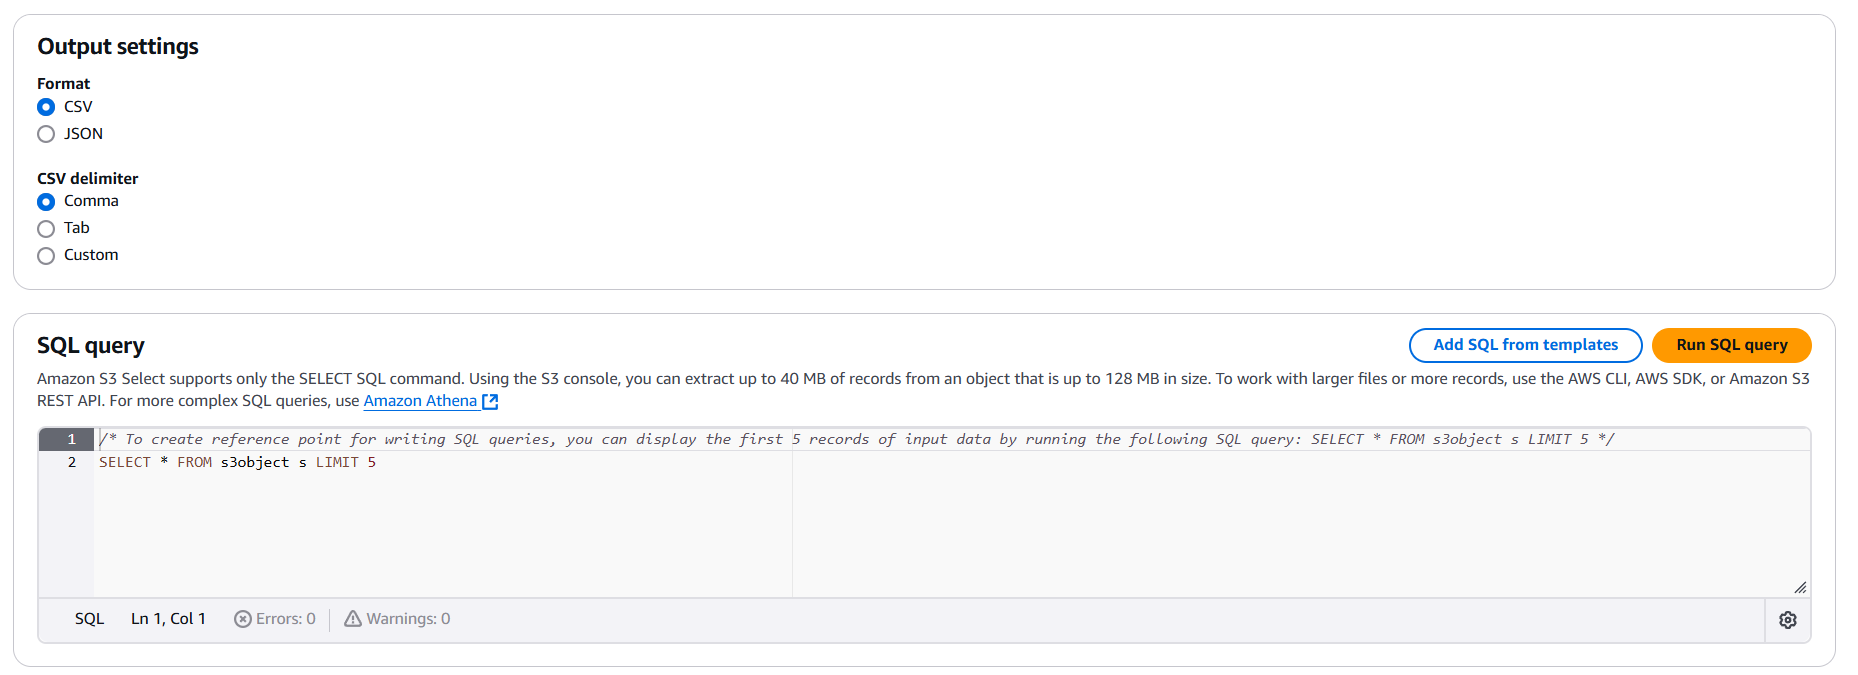 Output settings
Format
CSV
JSON
CSV delimiter
Comma
Tab
Custom
SQL query
Add SQL from templates
Run SQL query
Amazon S3 Select supports only the SELECT SQL command. Using the S3 console, you can extract up to 40 MB of records from an object that is up to 128 MB in size. To work with larger files or more records, use the AWS CLI, AWS SDK, or Amazon S3
REST API. For more complex SQL queries, use Amazon Athena
1 /* To create reference point for writing SQL queries, you can display the first 5 records of input data by running the following SQL query: SELECT * FROM s3object s LIMIT 5 */
2 SELECT * FROM s3object s LIMIT 5
SQL Ln 1, Col 1 Errors: 0 Warnings: 0